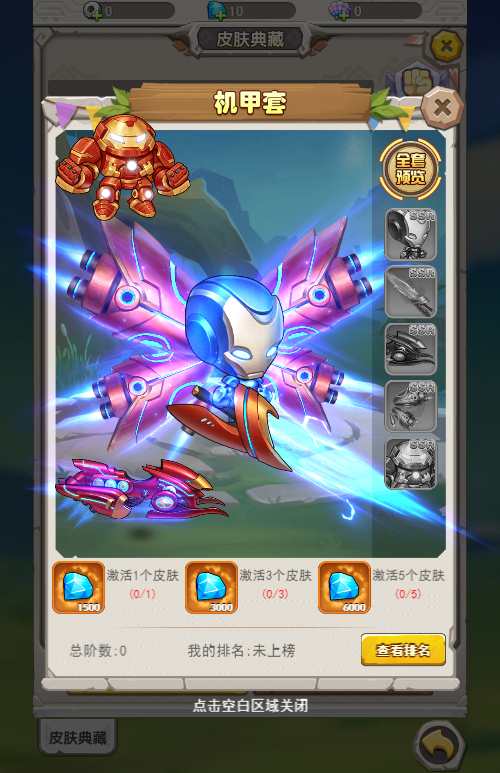 0
10
0
皮肤典藏
机甲套
全套
预览
SSR
SSR
SSR
SSR
SSR
激活1个皮肤
(0/1)
1500
激活3个皮肤
(0/3)
3000
激活5个皮肤
(0/5)
6000
总阶数:0
我的排名:未上榜
查看排名
点击空白区域关闭
皮肤典藏